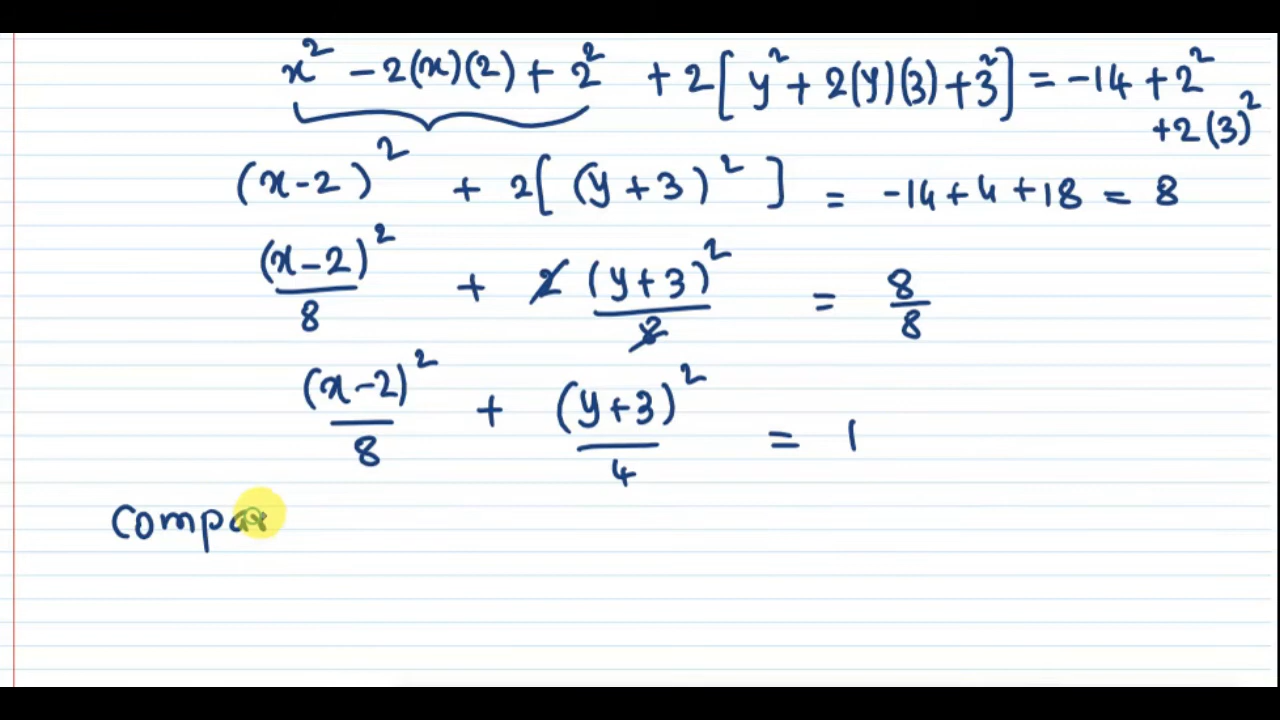 x² - 2(x)(2) + 2² + 2[y² + 2(y)(3) + 3²] = -14 + 2²
+2(3)²
(x-2)² + 2[(y+3)²] = -14 + 4 + 18 = 8
(x-2)²/8 + 2(y+3)²/8 = 8/8
(x-2)²/8 + (y+3)²/4 = 1
Compar